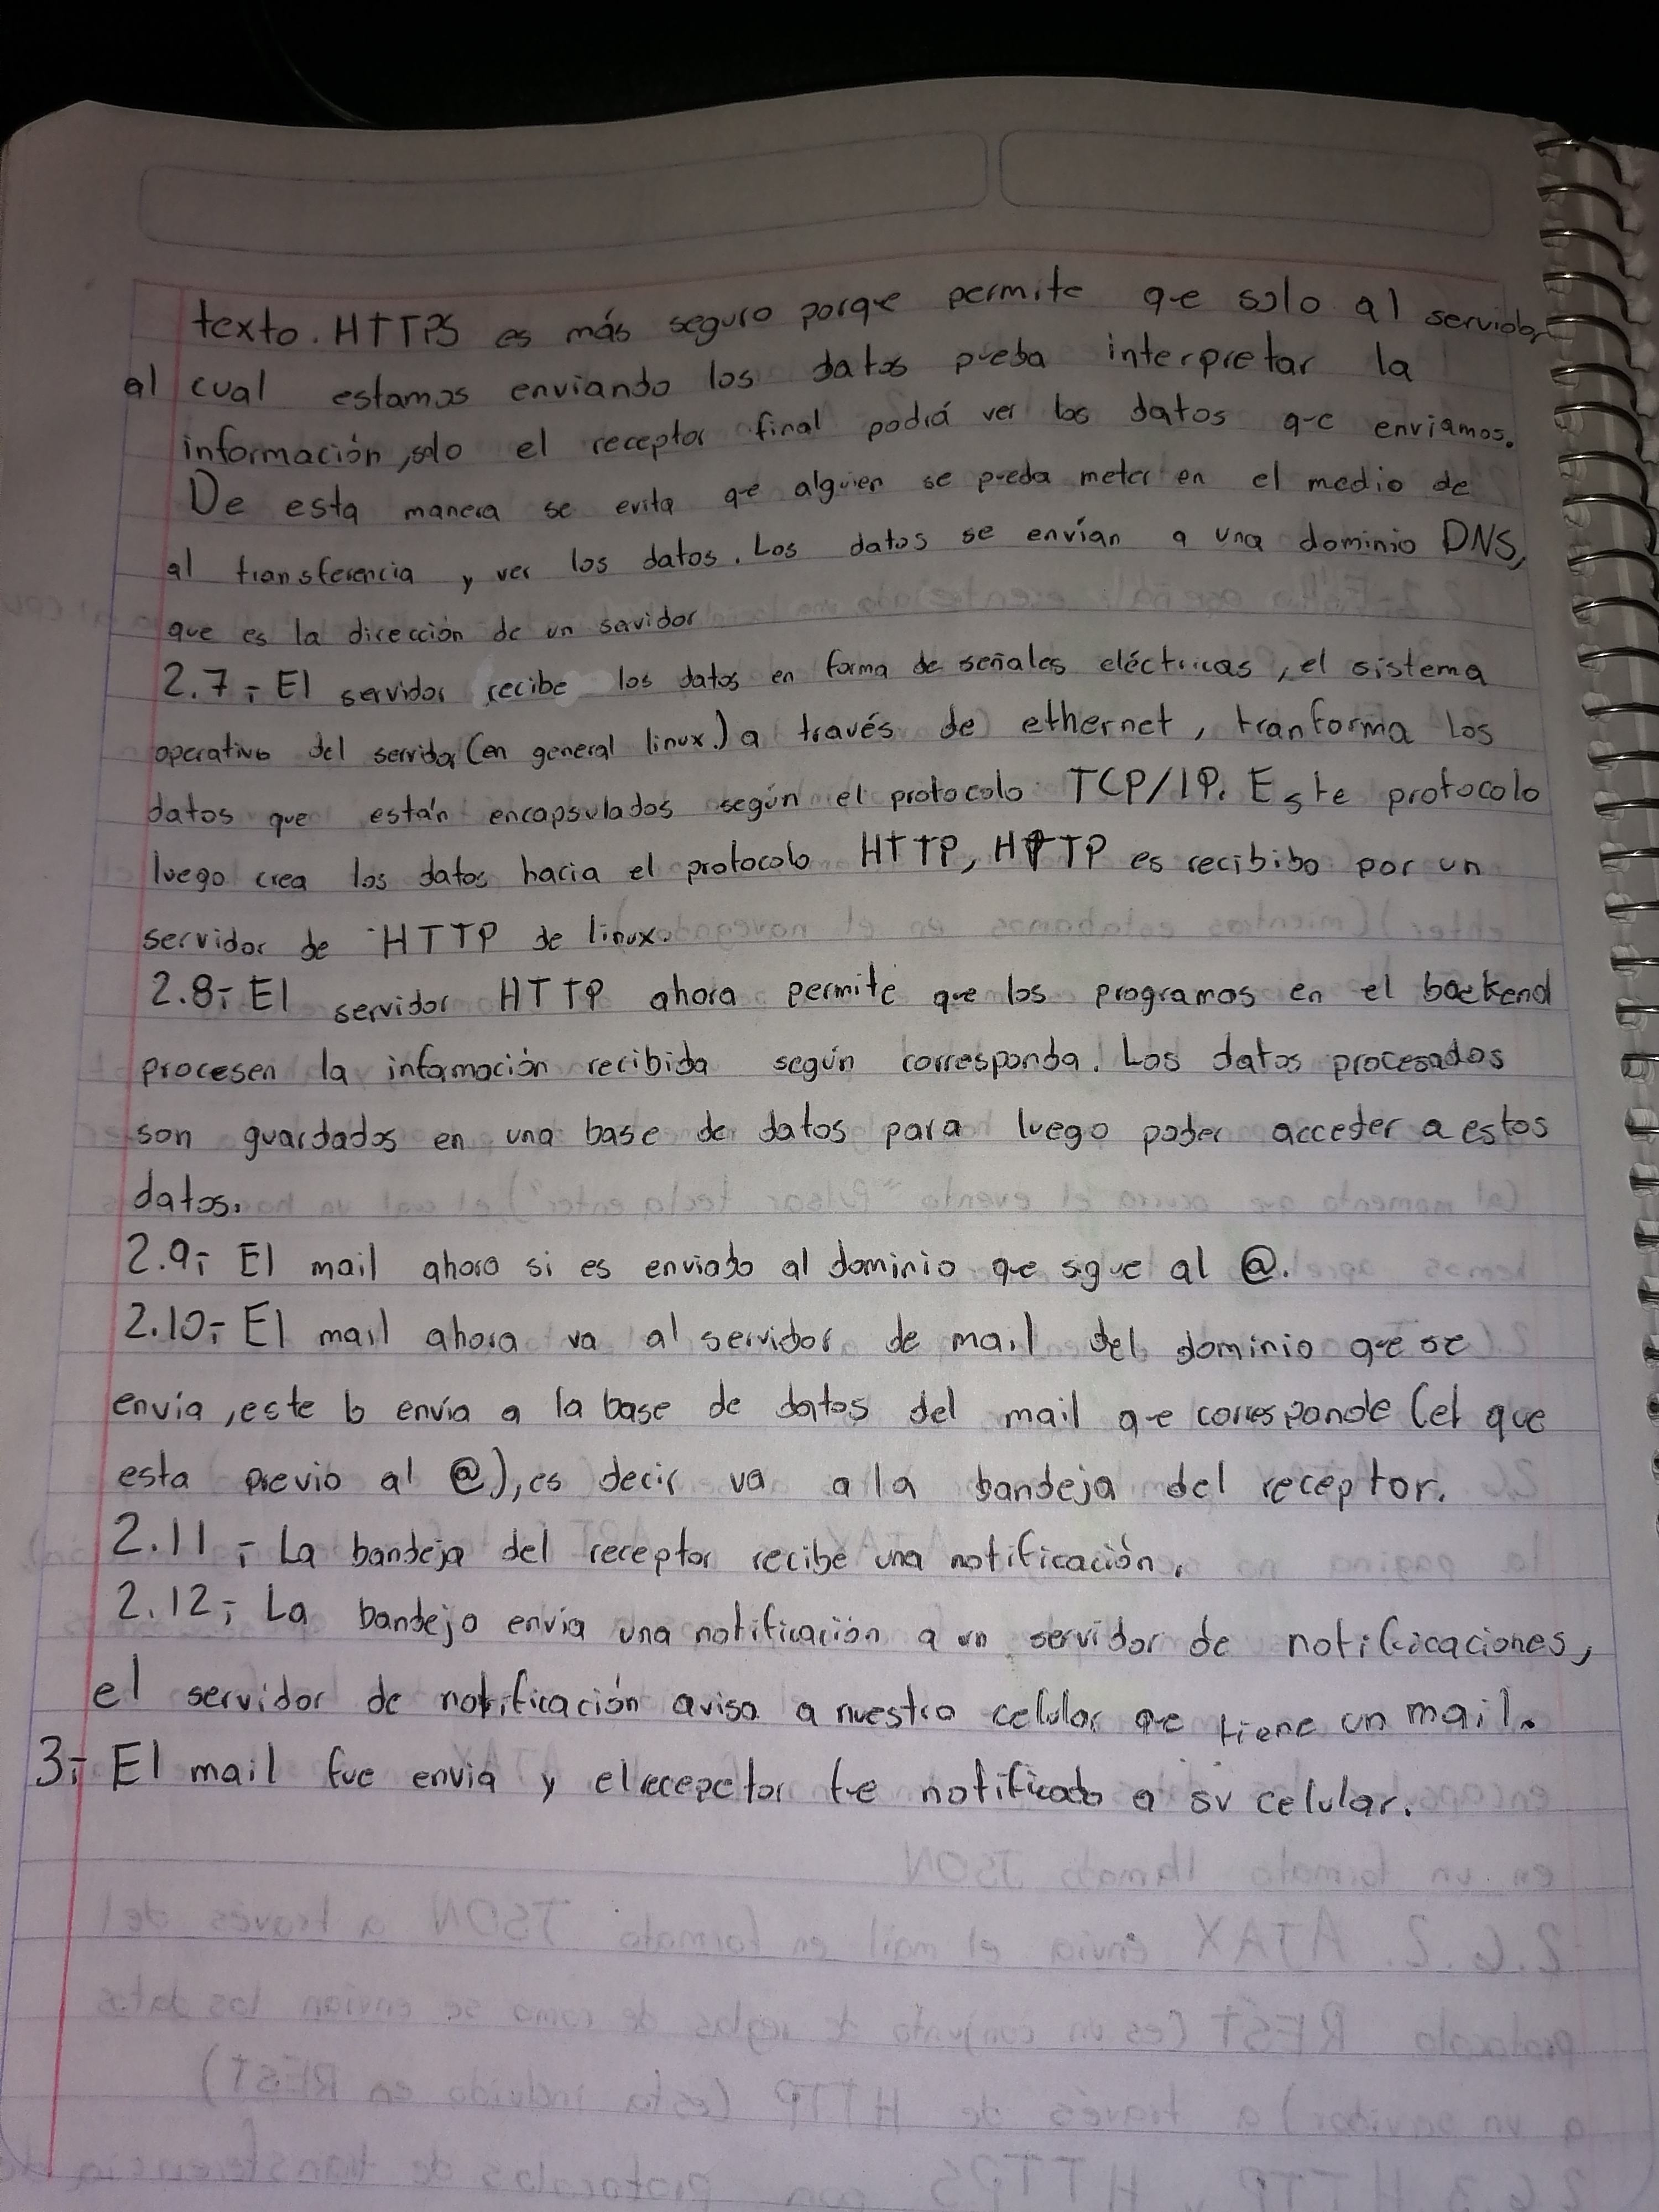 texto. HTTPS es más seguro porqe permite qe solo al servidor
al cual estamos enviando los datos pueda interpretar la
información, solo el receptor final podrá ver los datos qe enviamos.
De esta manera se evita qe alguien se pueda meter en el medio de
al transferencia y ver los datos. Los datos se envían a una dominio DNS,
que es la dirección de un savidor
2.7.- El servidor recibe los datos en forma de señales eléctricas, el sistema
operativo del servidor (en general linux.) a través de ethernet, tranforma los
datos que están encapsulados según el protocolo TCP/IP. Este protocolo
luego crea los datos hacia el protocolo HTTP, HTTP es recibibo por un
servidor de HTTP de linux.
2.8.- El servidor HTTP ahora permite que los programas en el backend
procesen la infamación recibida según corresponda. Los datos procesados
son guardados en una base de datos para luego poder acceder a estos
datos.
2.9.- El mail ahora si es enviado al dominio qe sigue al @.
2.10.- El mail ahora va al servidor de mail del dominio qe se
envia, este lo envía a la base de datos del mail qe corresponde (el que
esta previo al @), es decir va a la bandeja del receptor.
2.11.- La bandeja del receptor recibe una notificación.
2.12.- La bandeja envia una notificación a un servidor de notificaciones,
el servidor de notificación avisa a nuestro celular qe tiene un mail.
3.- El mail fue envia y el recepctor fue notificado a su celular.